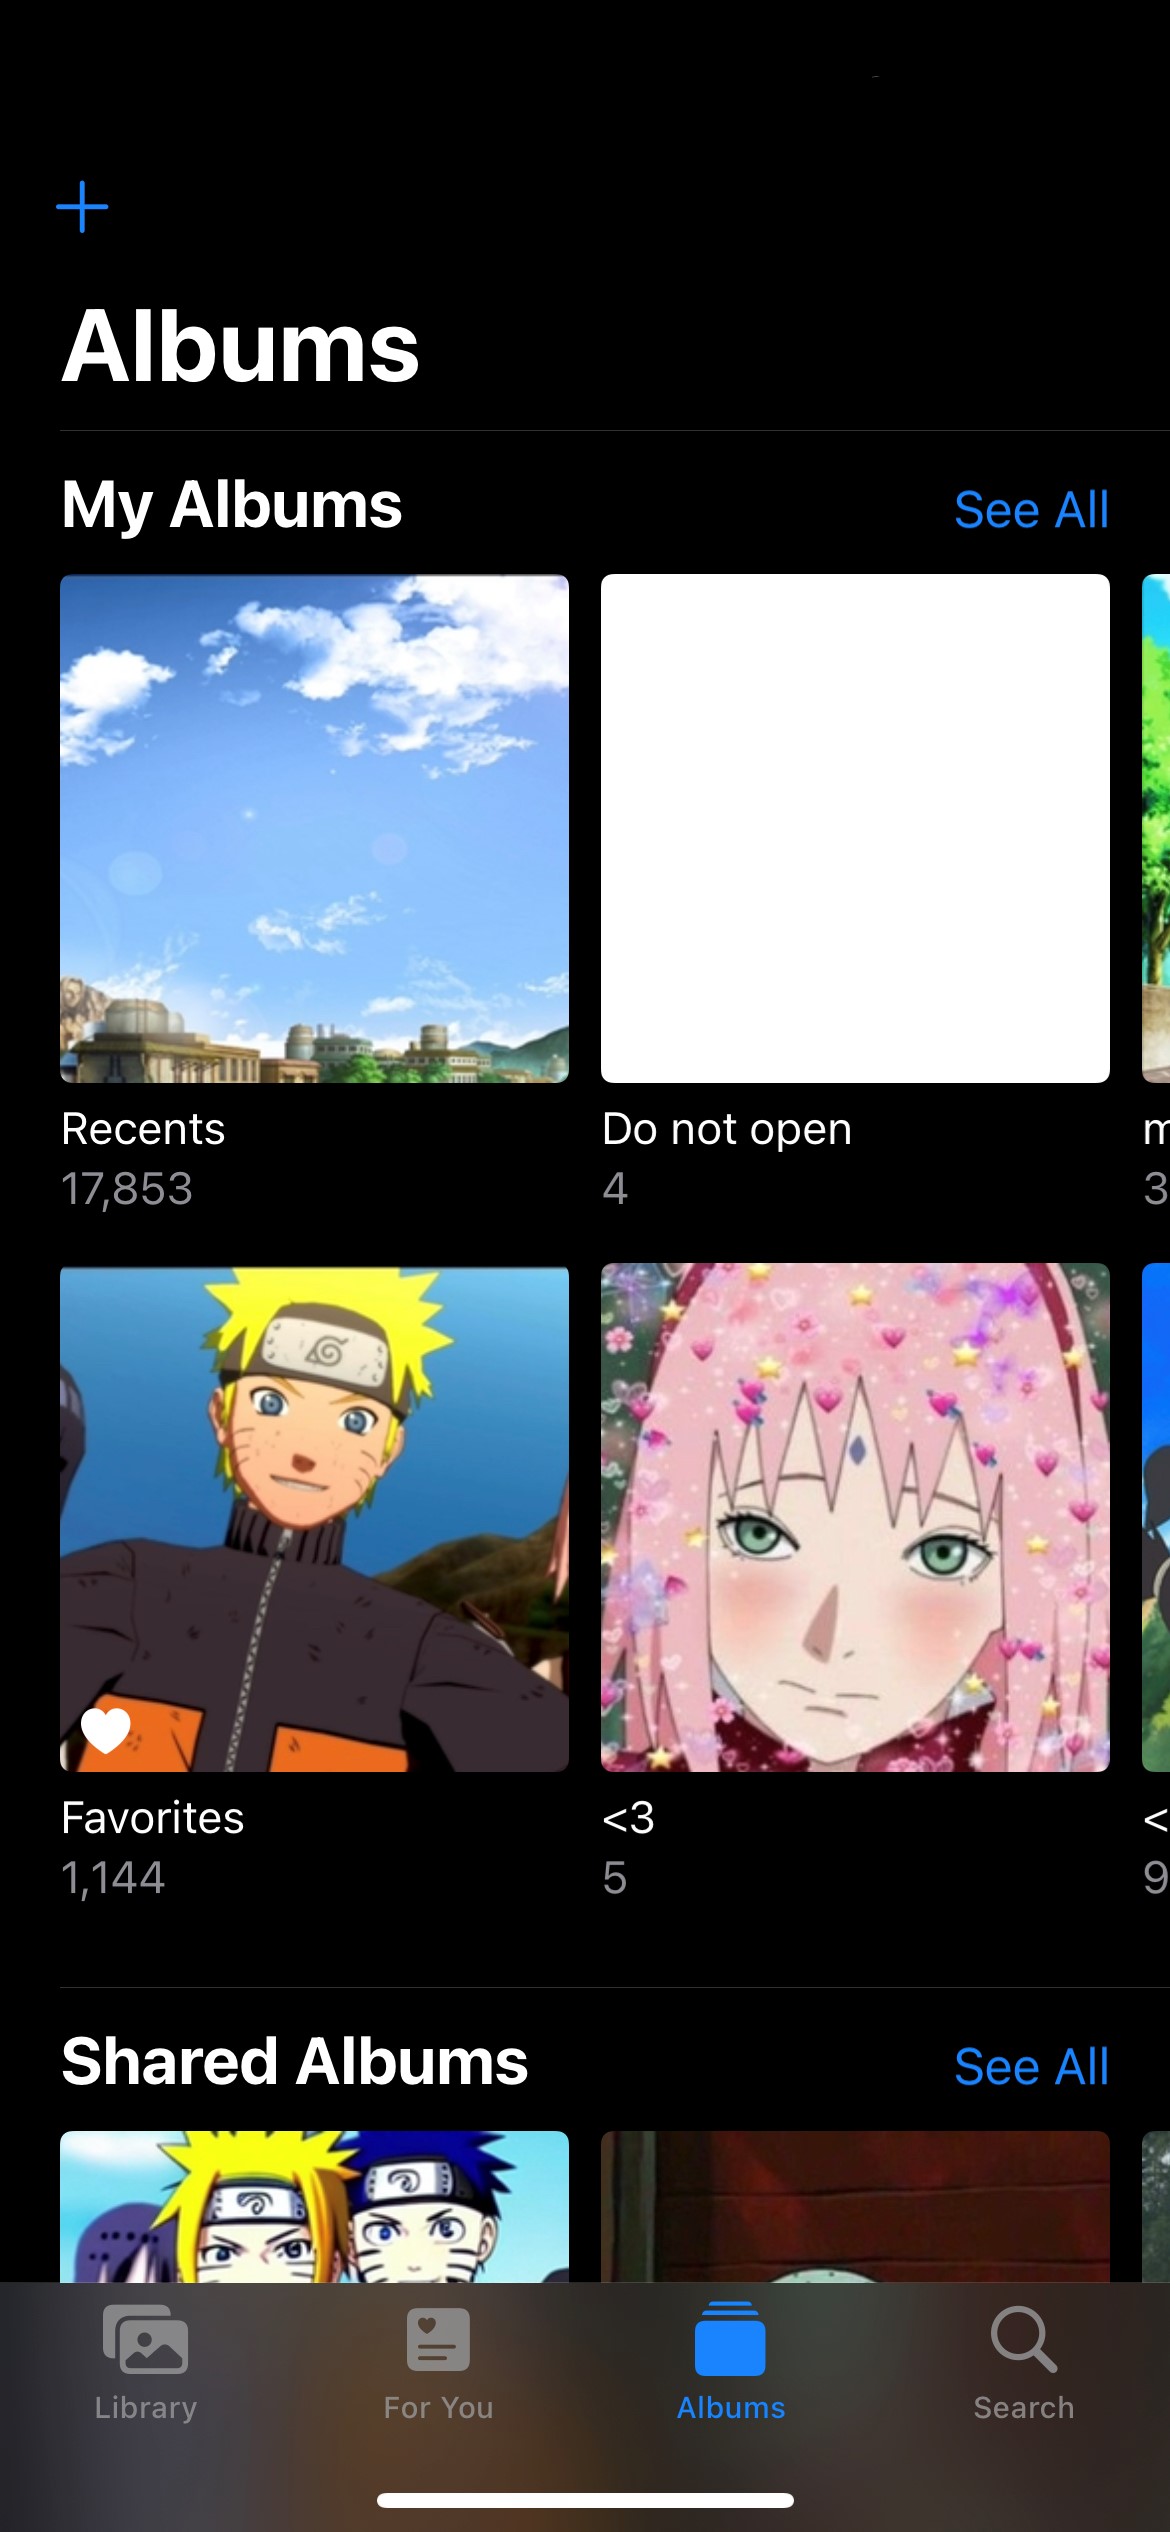 Albums
My Albums
See All
Recents
17,853
Do not open
4
m
3
Favorites
1,144
<3
5
<
9
Shared Albums
See All
Library
For You
Albums
Search